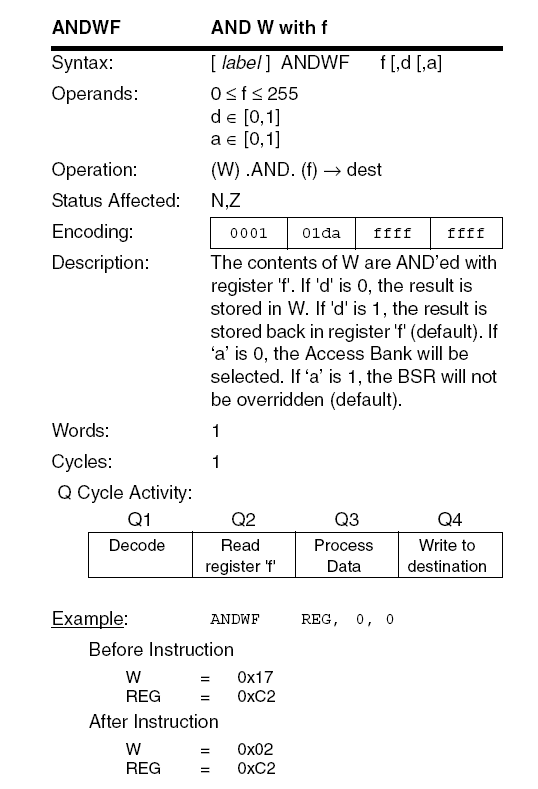 ANDWF AND W with f
Syntax: [ label ] ANDWF f [,d [,a]
Operands: 0 ≤ f ≤ 255
d ∈ [0,1]
a ∈ [0,1]
Operation: (W) .AND. (f) → dest
Status Affected: N,Z
Encoding: 0001 01da ffff ffff
Description: The contents of W are AND’ed with
register 'f'. If 'd' is 0, the result is
stored in W. If 'd' is 1, the result is
stored back in register 'f' (default). If
‘a’ is 0, the Access Bank will be
selected. If ‘a’ is 1, the BSR will not
be overridden (default).
Words: 1
Cycles: 1
Q Cycle Activity:
Q1 Q2 Q3 Q4
Decode Read Process Write to
register 'f' Data destination
Example: ANDWF REG, 0, 0
Before Instruction
W = 0x17
REG = 0xC2
After Instruction
W = 0x02
REG = 0xC2